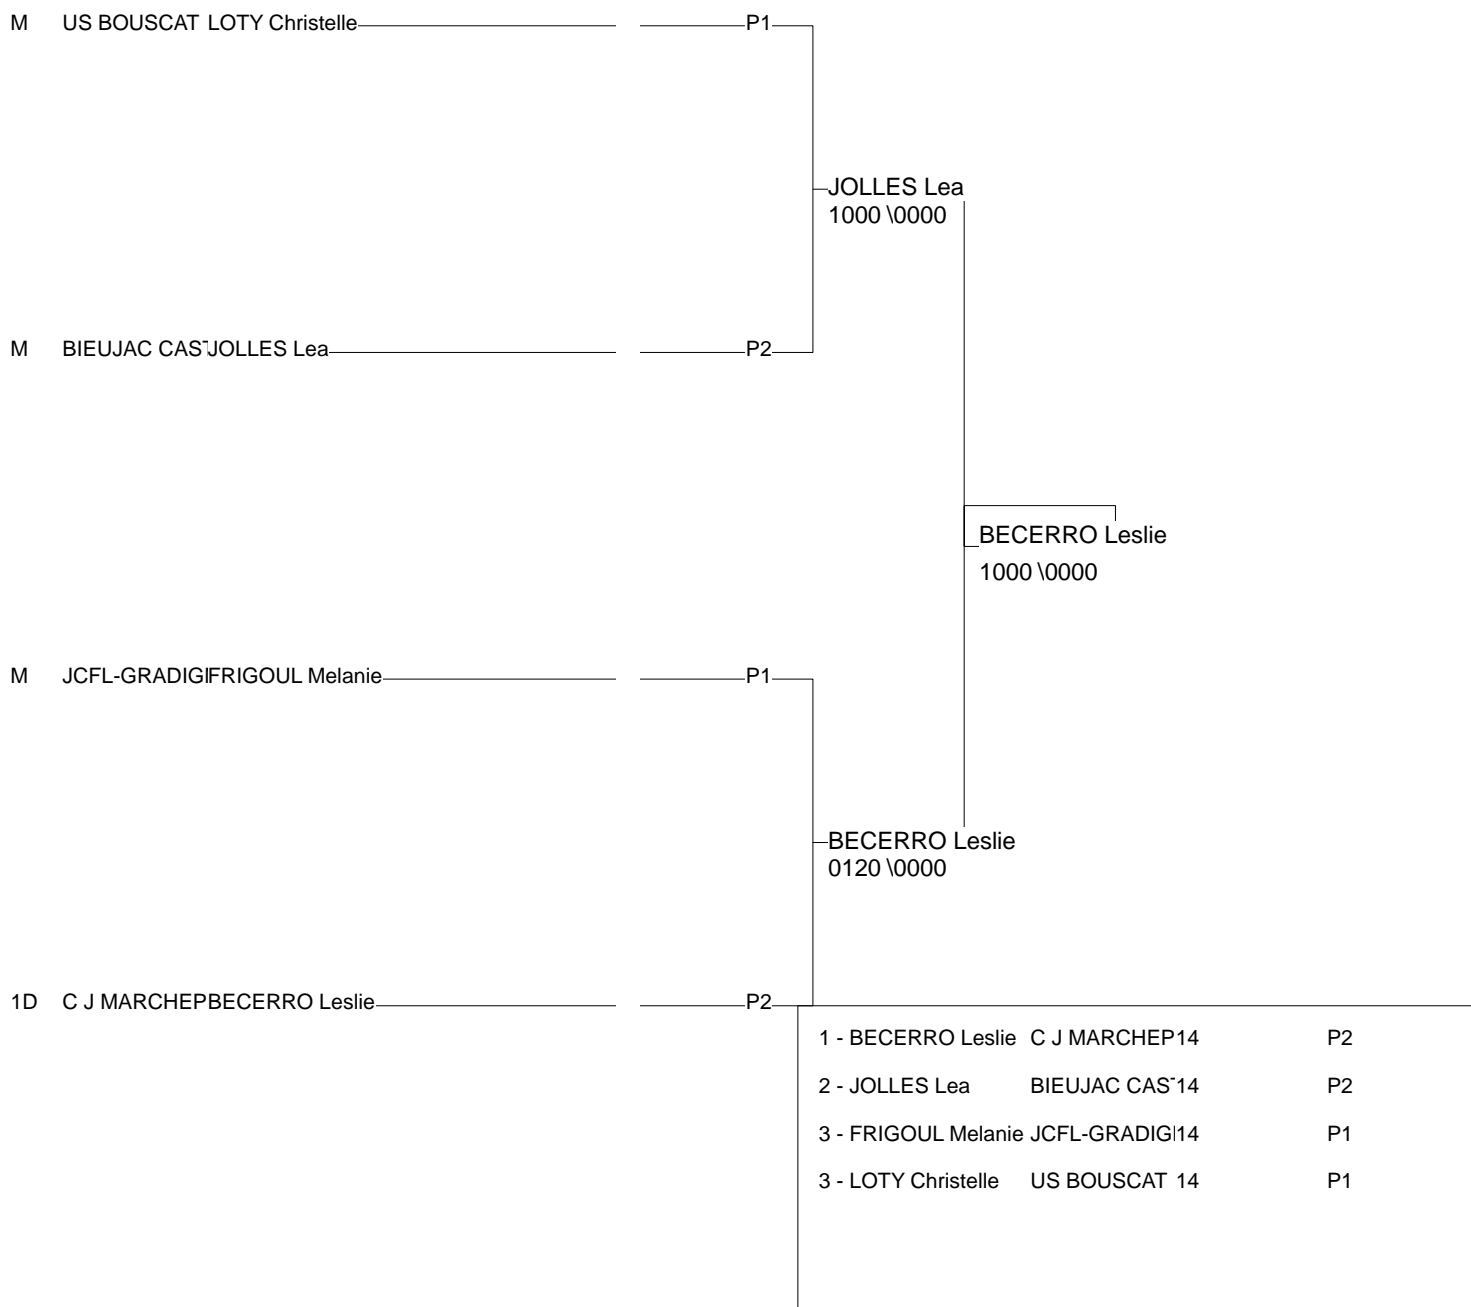 M US BOUSCAT LOTY Christelle P1
JOLLES Lea
1000 \0000
M BIEUJAC CAST JOLLES Lea P2
BECERRO Leslie
1000 \0000
M JCFL-GRADIGI FRIGOUL Melanie P1
BECERRO Leslie
0120 \0000
1D C J MARCHEP BECERRO Leslie P2
1 - BECERRO Leslie C J MARCHEP 14 P2
2 - JOLLES Lea BIEUJAC CAST 14 P2
3 - FRIGOUL Melanie JCFL-GRADIGI 14 P1
3 - LOTY Christelle US BOUSCAT 14 P1